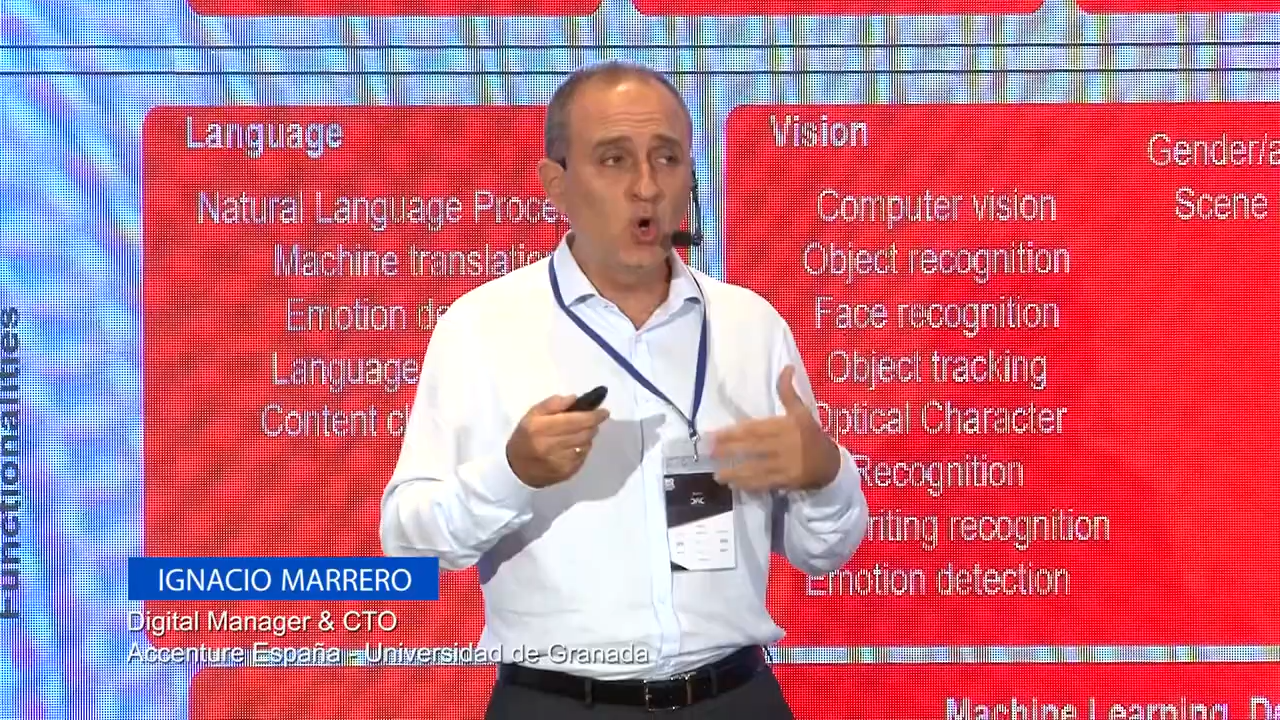 Language
Natural Language Proce
Machine translatio
Emotion de
Language
Content c
Vision
Computer vision
Object recognition
Face recognition
Object tracking
Optical Character
Recognition
riting recognition
Emotion detection
Gender/a
Scene
Functionalities
IGNACIO MARRERO
Digital Manager & CTO
Accenture España - Universidad de Granada
Machine Learning, De